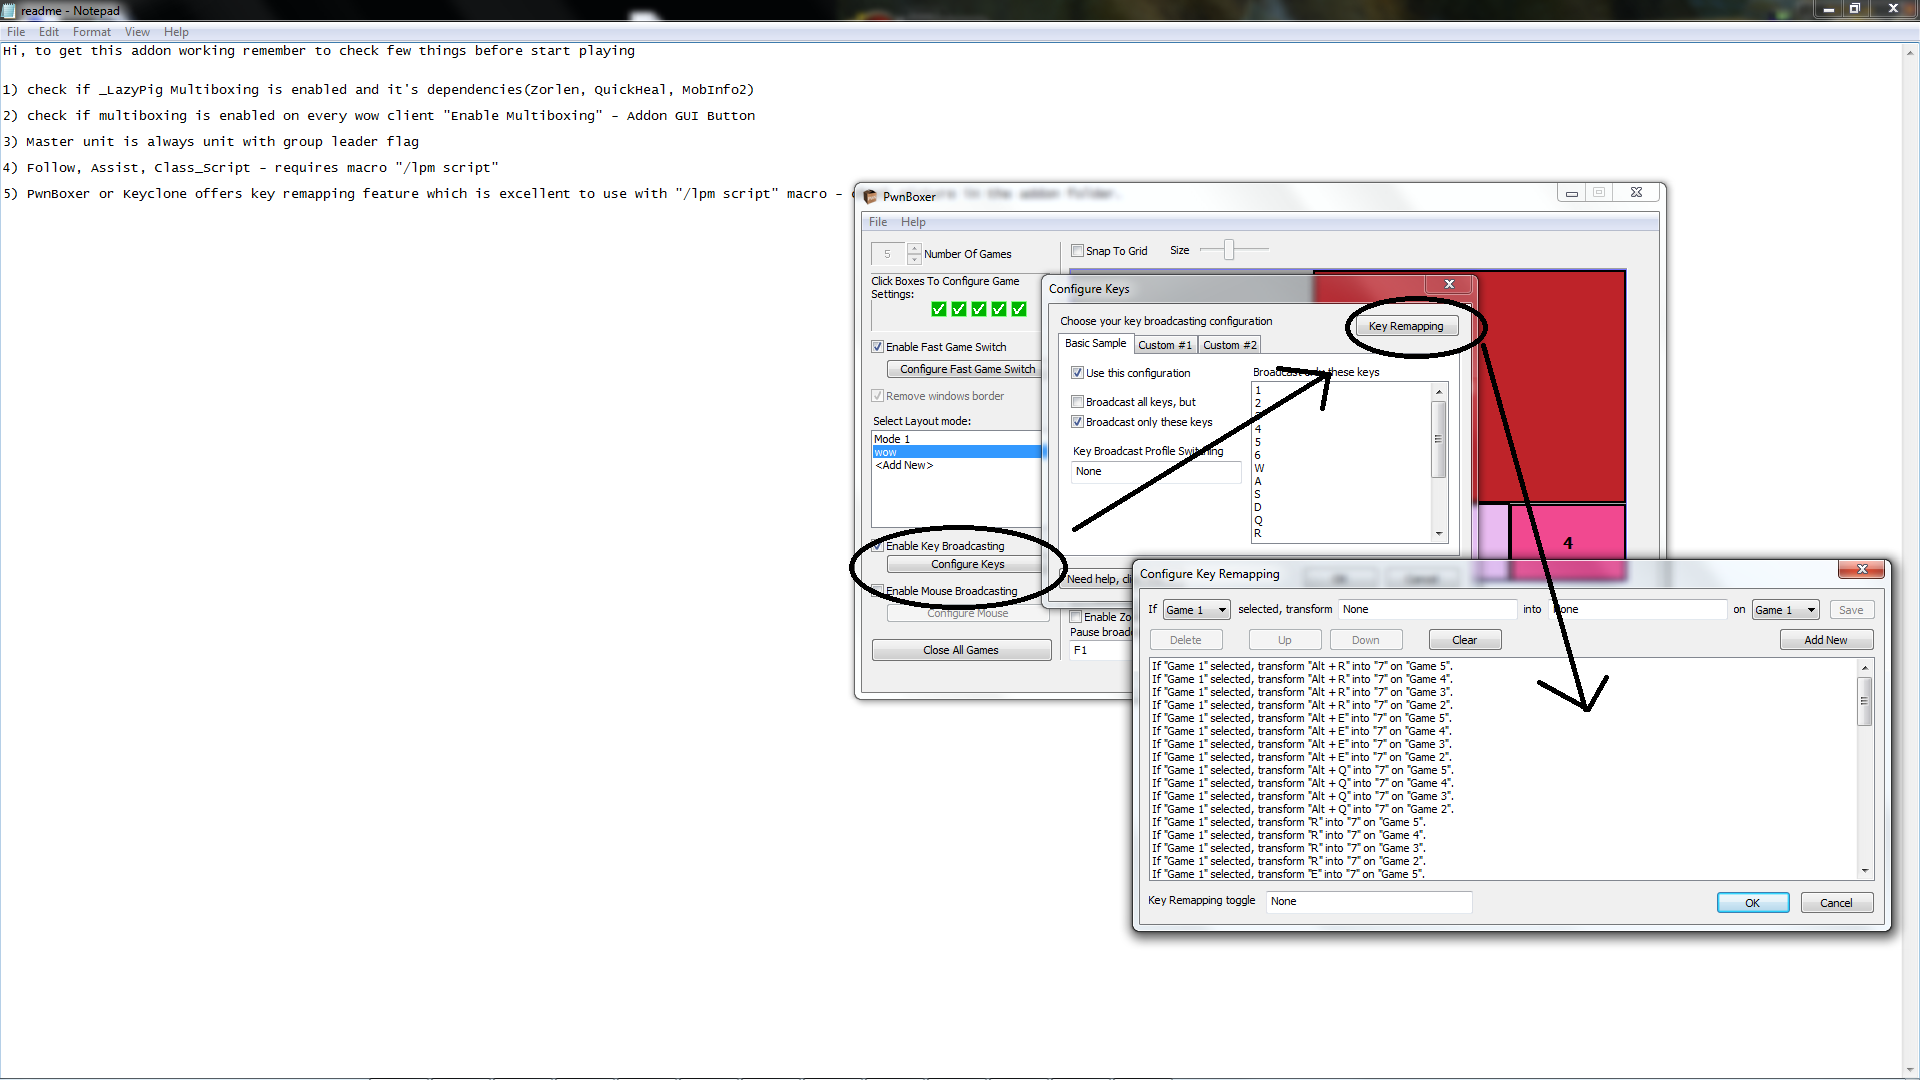 readme - Notepad
File Edit Format View Help
Hi, to get this addon working remember to check few things before start playing
1) check if _LazyPig Multiboxing is enabled and it's dependencies(Zorlen, QuickHeal, MobInfo2)
2) check if multiboxing is enabled on every wow client "Enable Multiboxing" - Addon GUI Button
3) Master unit is always unit with group leader flag
4) Follow, Assist, Class_Script - requires macro "/lpm script"
5) PwnBoxer or Keyclone offers key remapping feature which is excellent to use with "/lpm script" macro - in the addon folder.
PwnBoxer
File Help
5 Number Of Games
Snap To Grid Size
Click Boxes To Configure Game
Settings:
Enable Fast Game Switch
Configure Fast Game Switch
Remove windows border
Select Layout mode:
Mode 1
wow
<Add New>
Enable Key Broadcasting
Configure Keys
Enable Mouse Broadcasting
Configure Mouse
Close All Games
Enable Zo
Pause broadc
F1
4
Configure Keys
Choose your key broadcasting configuration
Key Remapping
Basic Sample Custom #1 Custom #2
Use this configuration
Broadcast all keys, but
Broadcast only these keys
Key Broadcast Profile Switching
None
Broadcast only these keys
1
2
4
5
6
W
A
S
D
Q
R
Need help, cli
Configure Key Remapping
If Game 1 selected, transform None into None on Game 1 Save
Delete Up Down Clear Add New
If "Game 1" selected, transform "Alt + R" into "7" on "Game 5".
If "Game 1" selected, transform "Alt + R" into "7" on "Game 4".
If "Game 1" selected, transform "Alt + R" into "7" on "Game 3".
If "Game 1" selected, transform "Alt + R" into "7" on "Game 2".
If "Game 1" selected, transform "Alt + E" into "7" on "Game 5".
If "Game 1" selected, transform "Alt + E" into "7" on "Game 4".
If "Game 1" selected, transform "Alt + E" into "7" on "Game 3".
If "Game 1" selected, transform "Alt + E" into "7" on "Game 2".
If "Game 1" selected, transform "Alt + Q" into "7" on "Game 5".
If "Game 1" selected, transform "Alt + Q" into "7" on "Game 4".
If "Game 1" selected, transform "Alt + Q" into "7" on "Game 3".
If "Game 1" selected, transform "Alt + Q" into "7" on "Game 2".
If "Game 1" selected, transform "R" into "7" on "Game 5".
If "Game 1" selected, transform "R" into "7" on "Game 4".
If "Game 1" selected, transform "R" into "7" on "Game 3".
If "Game 1" selected, transform "R" into "7" on "Game 2".
If "Game 1" selected, transform "E" into "7" on "Game 5".
Key Remapping toggle None
OK Cancel